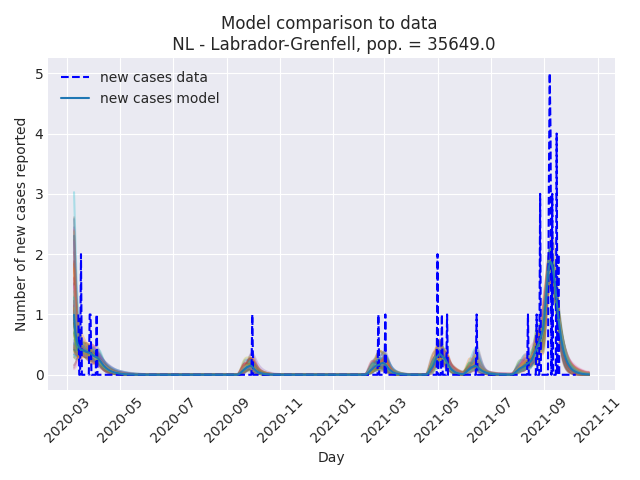 Model comparison to data
NL - Labrador-Grenfell, pop. = 35649.0
new cases data
new cases model
Number of new cases reported
5
4
3
2
1
0
2020-03
2020-05
2020-07
2020-09
2020-11
2021-01
2021-03
2021-05
2021-07
2021-09
2021-11
Day